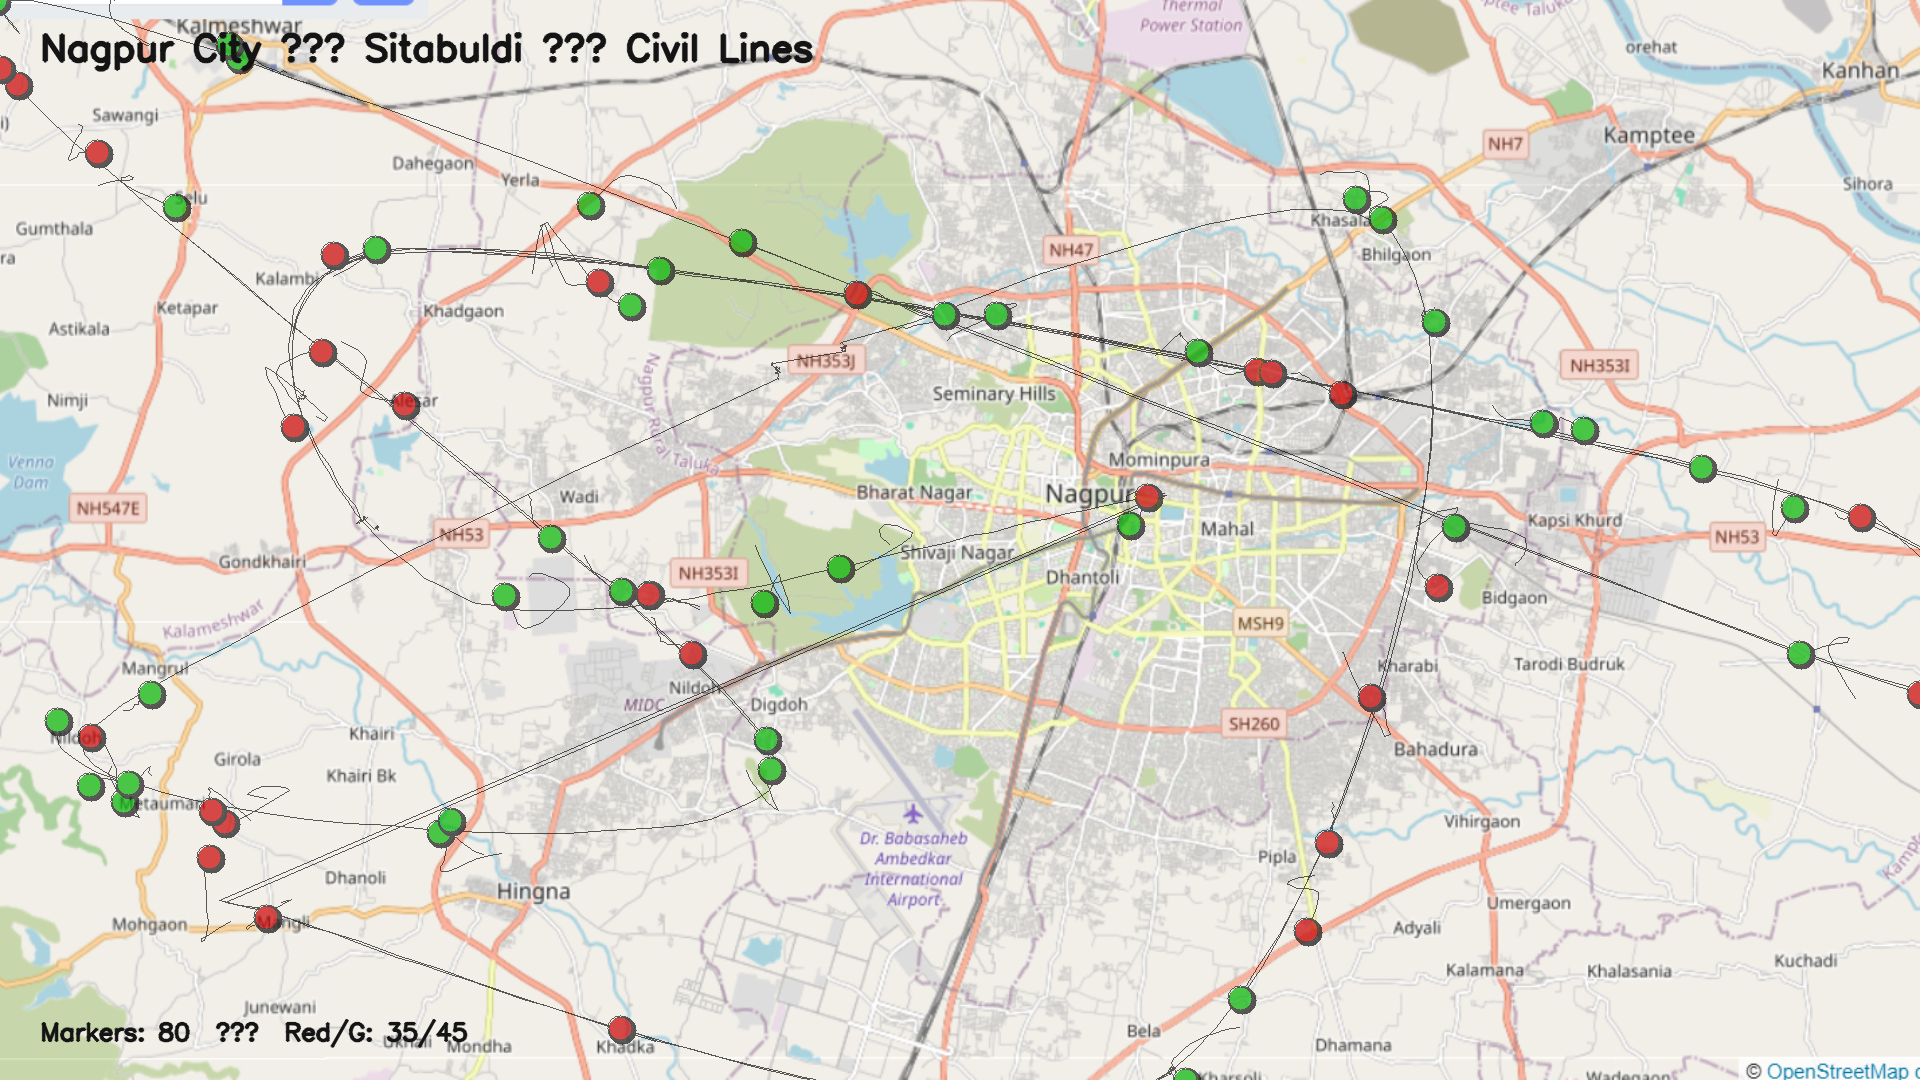 Kalmeshwar
Nagpur City ??? Sitabuldi ??? Civil Lines
Thermal
Power Station
orehat
Kanhan
Sawangi
NH7
Kamptee
Dahegaon
Yerla
Sihora
Selu
Gumthala
Khasala
NH47
Bhilgaon
Kalambi
Ketapar
Khadgaon
Astikala
NH353J
NH353I
Seminary Hills
Nimji
Nagpur Rural Taluka
Mominpura
Venna
Dam
Wadi
Bharat Nagar
Nagpur
NH547E
NH53
Mahal
Kapsi Khurd
NH53
Gondkhairi
Shivaji Nagar
NH353I
Dhantoli
Bidgaon
Kalameshwar
MSH9
Mangrul
Kharabi
Tarodi Budruk
Nildoh
MIDC
Digdoh
SH260
Nildoh
Khairi
Bahadura
Girola
Khairi Bk
Metaumari
Vihirgaon
Dr. Babasaheb
Ambedkar
International
Airport
Pipla
Dhanoli
Hingna
Umergaon
Mohgaon
Mangli
Adyali
Kalamana
Khalasania
Kuchadi
Junewani
Markers: 80 ??? Red/G: 35/45
Mondha
Khadka
Bela
Dhamana
Kharsoli
Wadegaon
© OpenStreetMap